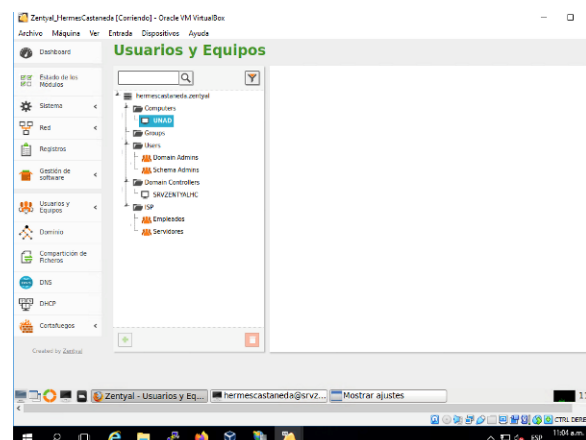 Zentyal_HermesCastaneda [Corriendo] - Oracle VM VirtualBox
Archivo Máquina Ver Entrada Dispositivos Ayuda
Dashboard
Estado de los Módulos
Sistema
Red
Registros
Gestión de software
Usuarios y Equipos
Dominio
Compartición de Ficheros
DNS
DHCP
Cortafuegos
Created by Zentyal
Usuarios y Equipos
hermescastaneda.zentyal
Computers
UNAD
Groups
Users
Domain Admins
Schema Admins
Domain Controllers
SRVZENTYALHC
ISP
Empleados
Servidores
Zentyal - Usuarios y Eq...
hermescastaneda@srvz...
Mostrar ajustes
11
CTRL DERE
ESP
11:04 a.m.